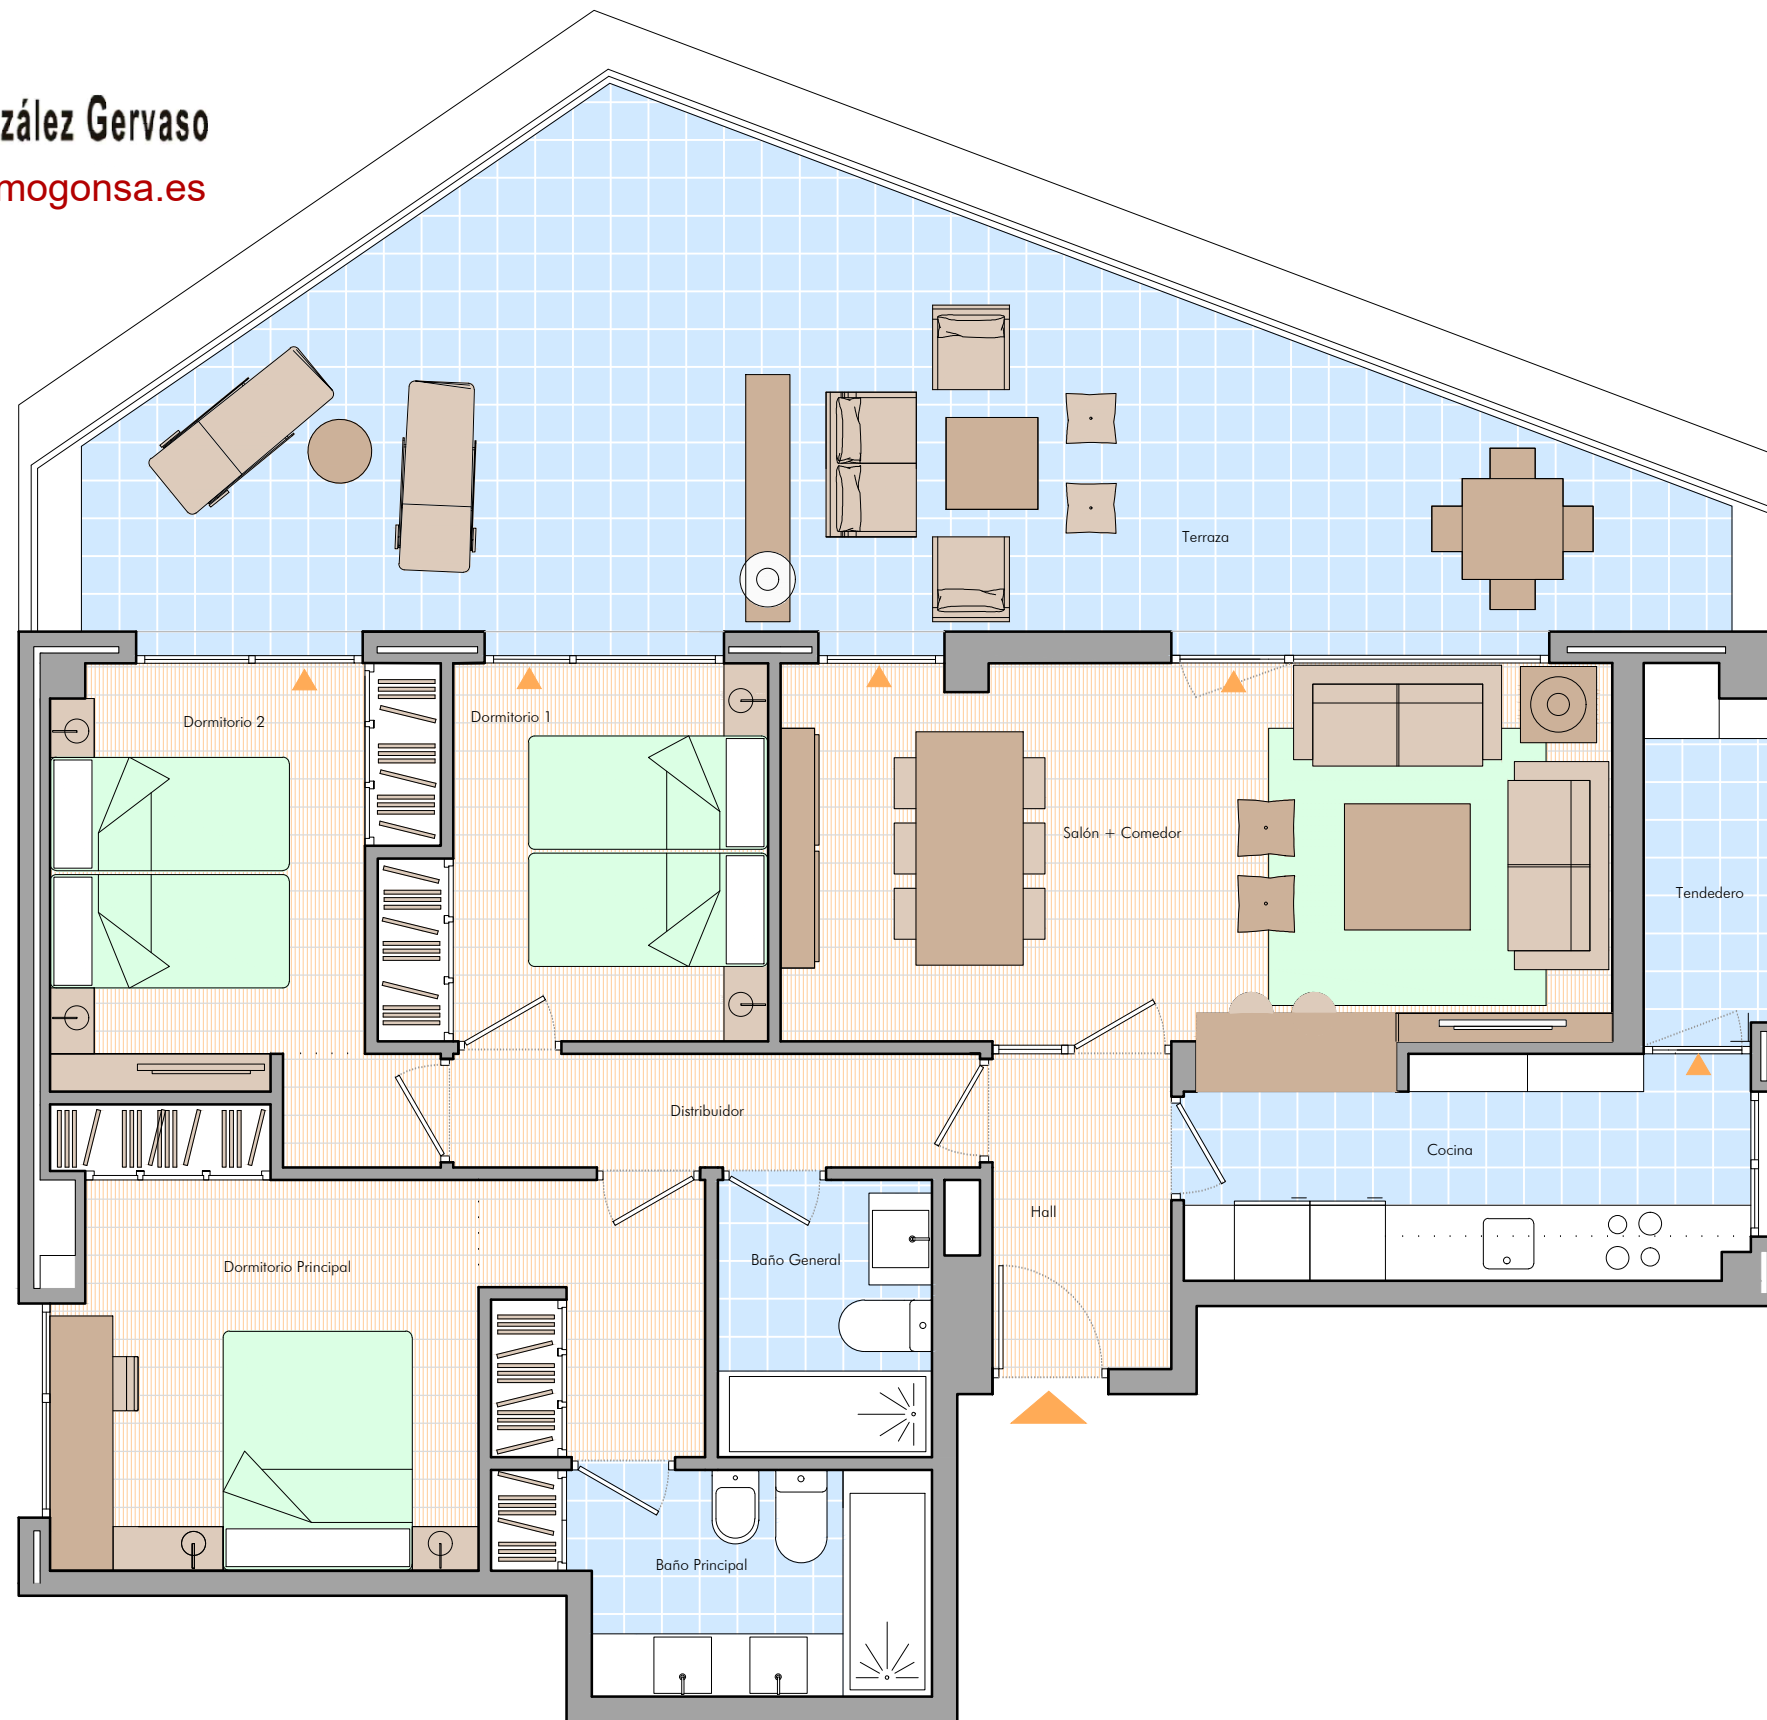 zález Gervaso
mogonsa.es
Terraza
Dormitorio 2
Dormitorio 1
Salón + Comedor
Tendedero
Distribuidor
Cocina
Hall
Baño General
Dormitorio Principal
Baño Principal